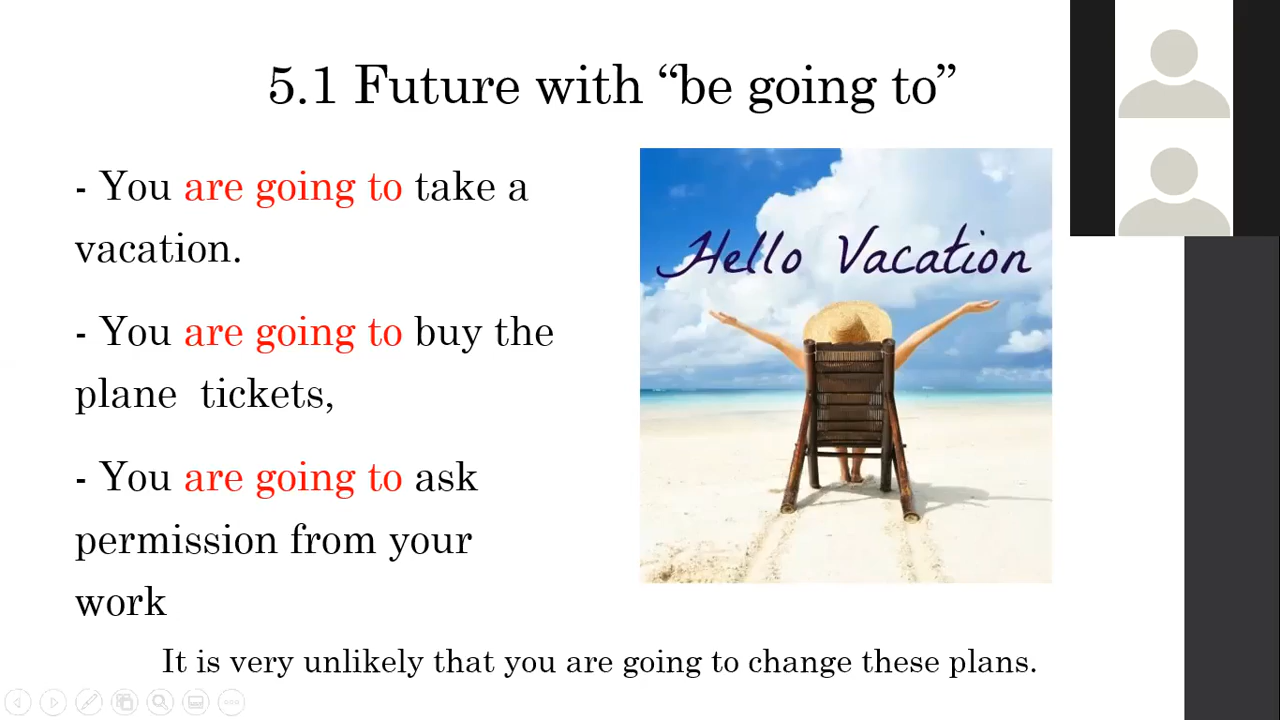 5.1 Future with “be going to”
- You are going to take a
vacation.
- You are going to buy the
plane  tickets,
- You are going to ask
permission from your
work
Hello Vacation
It is very unlikely that you are going to change these plans.